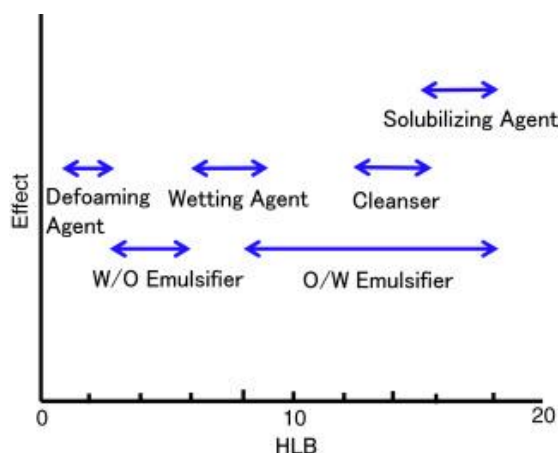 Solubilizing Agent
Defoaming
Agent
Wetting Agent
Cleanser
W/O Emulsifier
O/W Emulsifier
Effect
0
10
20
HLB